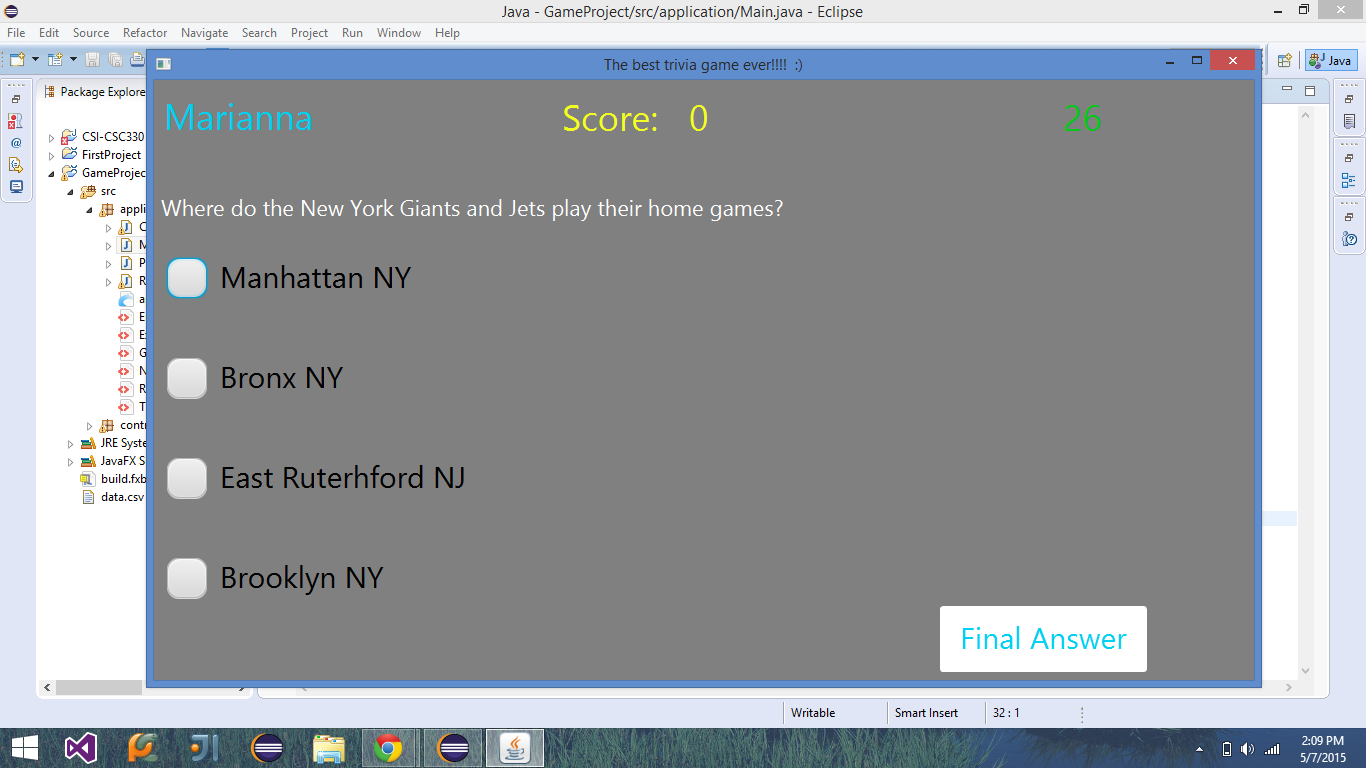 Java - GameProject/src/application/Main.java - Eclipse
File Edit Source Refactor Navigate Search Project Run Window Help
The best trivia game ever!!!! :)
Java
Package Explore
Marianna Score: 0 26
CSI-CSC330
FirstProject
GameProjec
src
appli
C
M
P
R
a
E
E
G
N
R
T
contr
JRE Syste
JavaFX S
build.fxb
data.csv
Where do the New York Giants and Jets play their home games?
Manhattan NY
Bronx NY
East Ruterhford NJ
Brooklyn NY
Final Answer
Writable Smart Insert 32 : 1
2:09 PM
5/7/2015